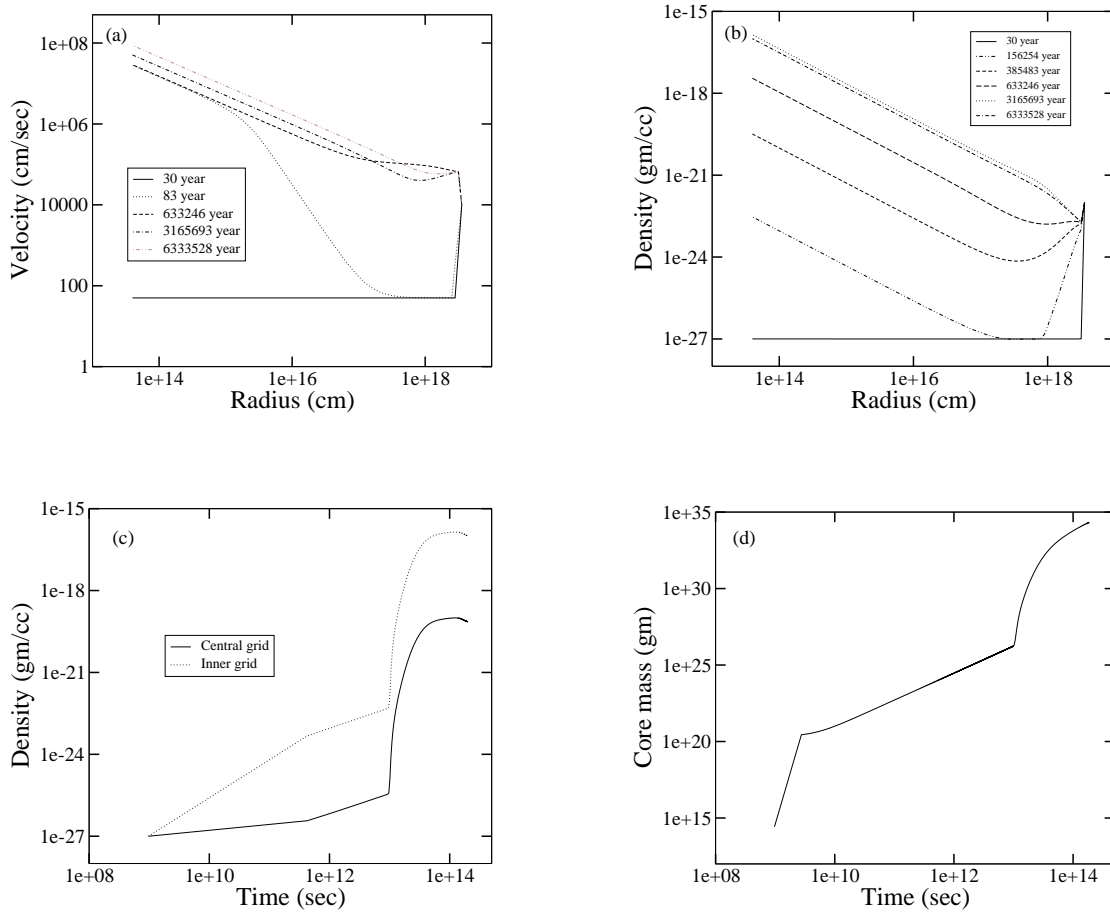 (a)
1e+08
1e+06
10000
100
1
Velocity (cm/sec)
30 year
83 year
633246 year
3165693 year
6333528 year
1e+14
1e+16
1e+18
Radius (cm)
(b)
1e-15
1e-18
1e-21
1e-24
1e-27
Density (gm/cc)
30 year
156254 year
385483 year
633246 year
3165693 year
6333528 year
1e+14
1e+16
1e+18
Radius (cm)
(c)
1e-15
1e-18
1e-21
1e-24
1e-27
Density (gm/cc)
Central grid
Inner grid
1e+08
1e+10
1e+12
1e+14
Time (sec)
(d)
1e+35
1e+30
1e+25
1e+20
1e+15
Core mass (gm)
1e+08
1e+10
1e+12
1e+14
Time (sec)